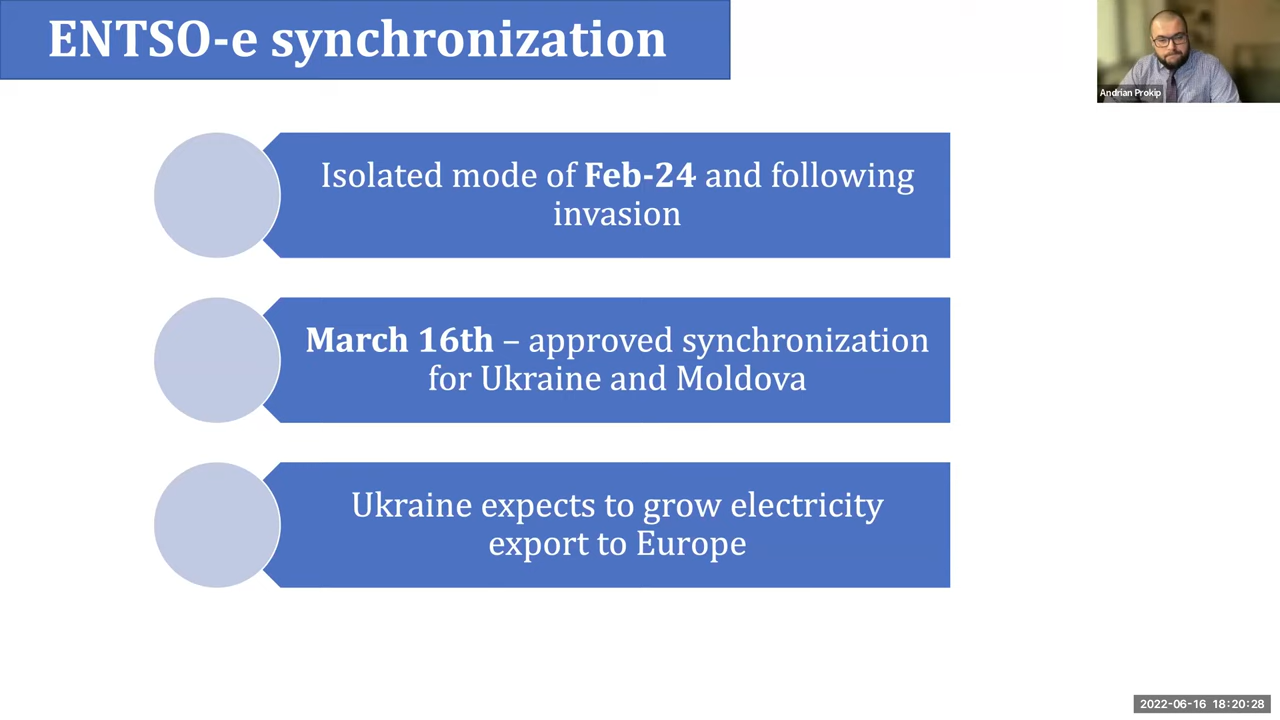 ENTSO-e synchronization
Andrian Prokip
Isolated mode of Feb-24 and following
invasion
March 16th – approved synchronization
for Ukraine and Moldova
Ukraine expects to grow electricity
export to Europe
2022-06-16 18:20:28